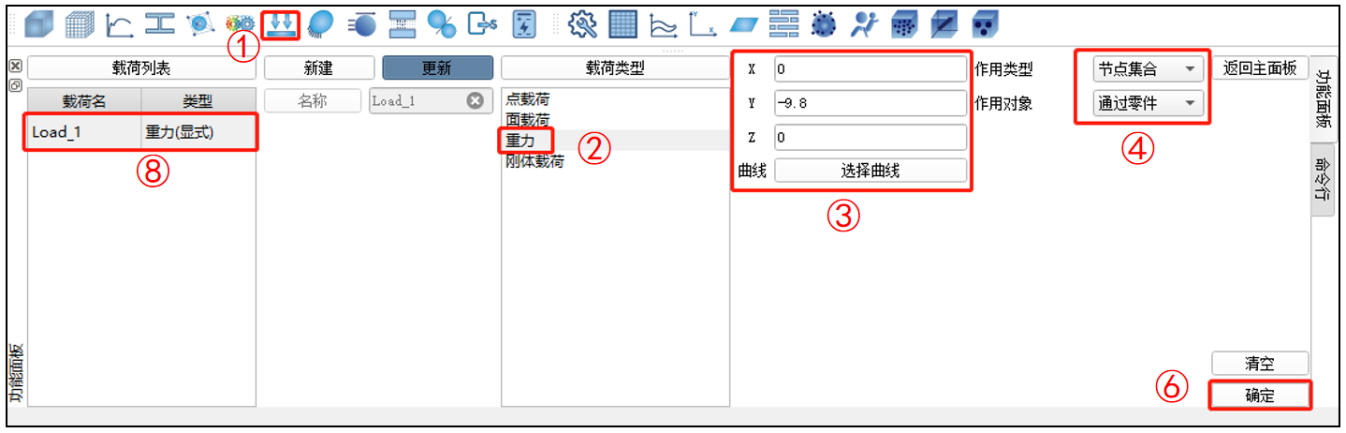 ①
载荷列表
新建
更新
载荷类型
X 0
作用类型
节点集合
返回主面板
载荷名 类型
名称 Load_1
点载荷
Y -9.8
作用对象
通过零件
Load_1 重力(显式)
面载荷
重力
②
刚体载荷
Z 0
④
⑧
曲线 选择曲线
③
功能面板
命令行
功能面板
清空
⑥
确定